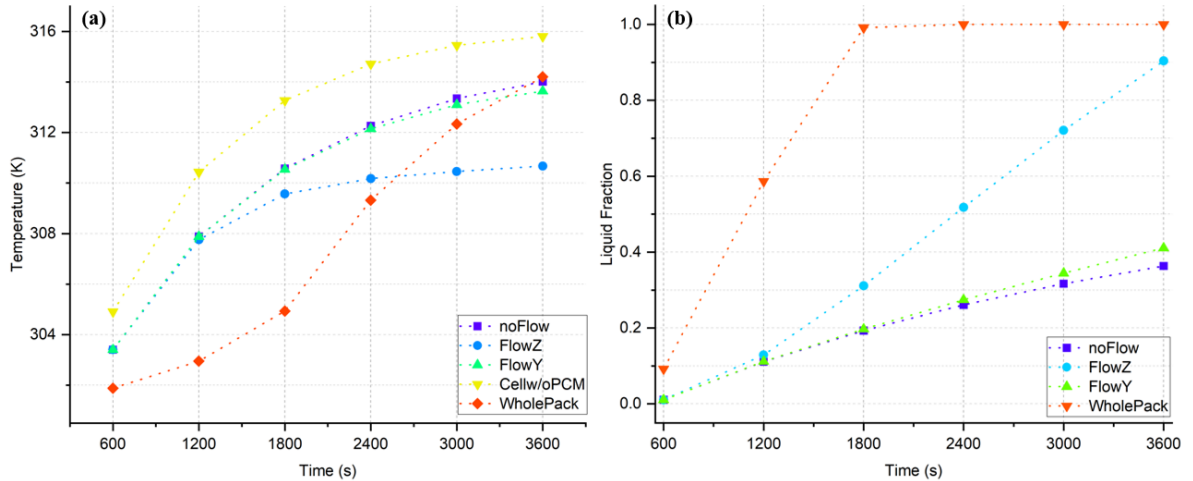 (a)
316
312
308
304
Temperature (K)
600 1200 1800 2400 3000 3600
Time (s)
noFlow
FlowZ
FlowY
Cellw/oPCM
WholePack
(b)
1.0
0.8
0.6
0.4
0.2
0.0
Liquid Fraction
600 1200 1800 2400 3000 3600
Time (s)
noFlow
FlowZ
FlowY
WholePack